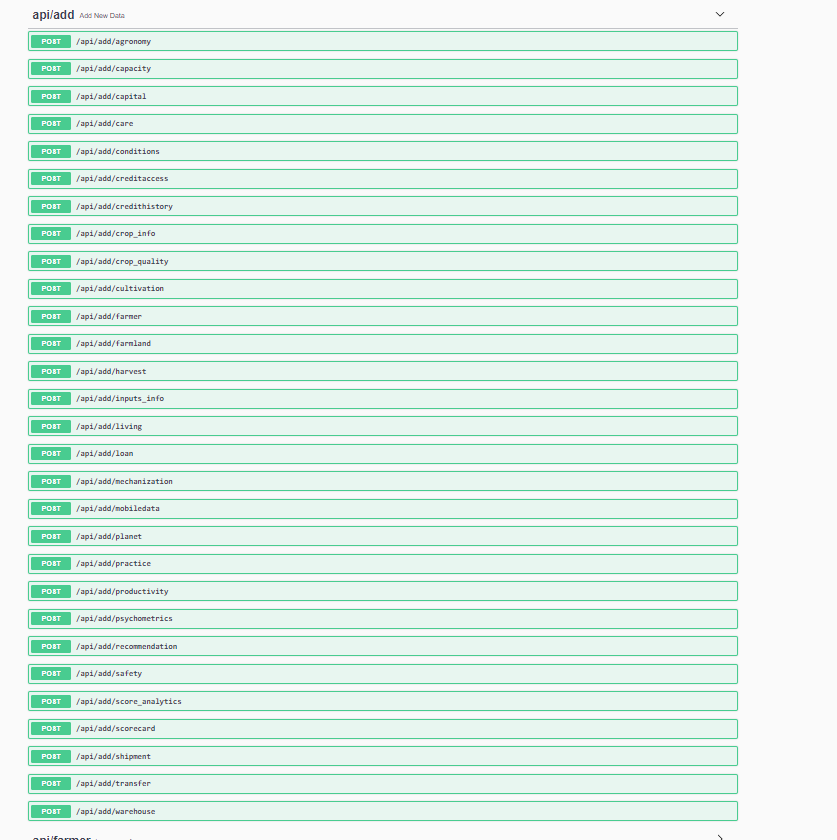 api/add Add New Data
POST /api/add/agronomy
POST /api/add/capacity
POST /api/add/capital
POST /api/add/care
POST /api/add/conditions
POST /api/add/creditaccess
POST /api/add/credithistory
POST /api/add/crop_info
POST /api/add/crop_quality
POST /api/add/cultivation
POST /api/add/farmer
POST /api/add/farmland
POST /api/add/harvest
POST /api/add/inputs_info
POST /api/add/living
POST /api/add/loan
POST /api/add/mechanization
POST /api/add/mobiledata
POST /api/add/planet
POST /api/add/practice
POST /api/add/productivity
POST /api/add/psychometrics
POST /api/add/recommendation
POST /api/add/safety
POST /api/add/score_analytics
POST /api/add/scorecard
POST /api/add/shipment
POST /api/add/transfer
POST /api/add/warehouse
api/farmer